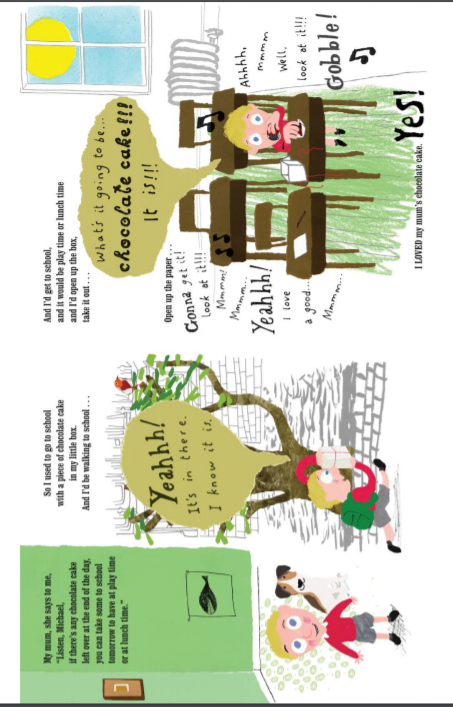 My mum, she says to me,
"Listen, Michael,
if there's any chocolate cake
left over at the end of the day,
you can take some to school
tomorrow to have at play time
or at lunch time."
So I used to go to school
with a piece of chocolate cake
in my little box.
And I'd be walking to school . . .
Yeahhh!
It's in there.
I know it is.
And I'd get to school,
and it would be play time or lunch time
and I'd open up the box,
take it out . . .
What's it going to be...
chocolate cake!!!
It is!!!
Open up the paper . . .
Gonna get it!
Look at it!!!
Mmmm!
Mmmm...
Yeahhh!
I love
a good...
Mmmm...
Ahhhh,
mmmm
Well,
look at it!!!
Gobble!
Yes!
I LOVED my mum's chocolate cake.